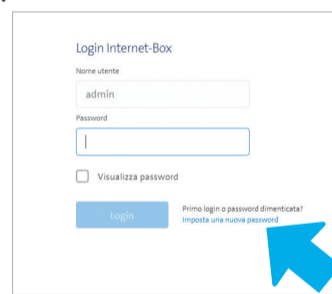 Login Internet-Box
Nome utente
admin
Password
Visualizza password
Login
Primo login o password dimenticata?
Imposta una nuova password